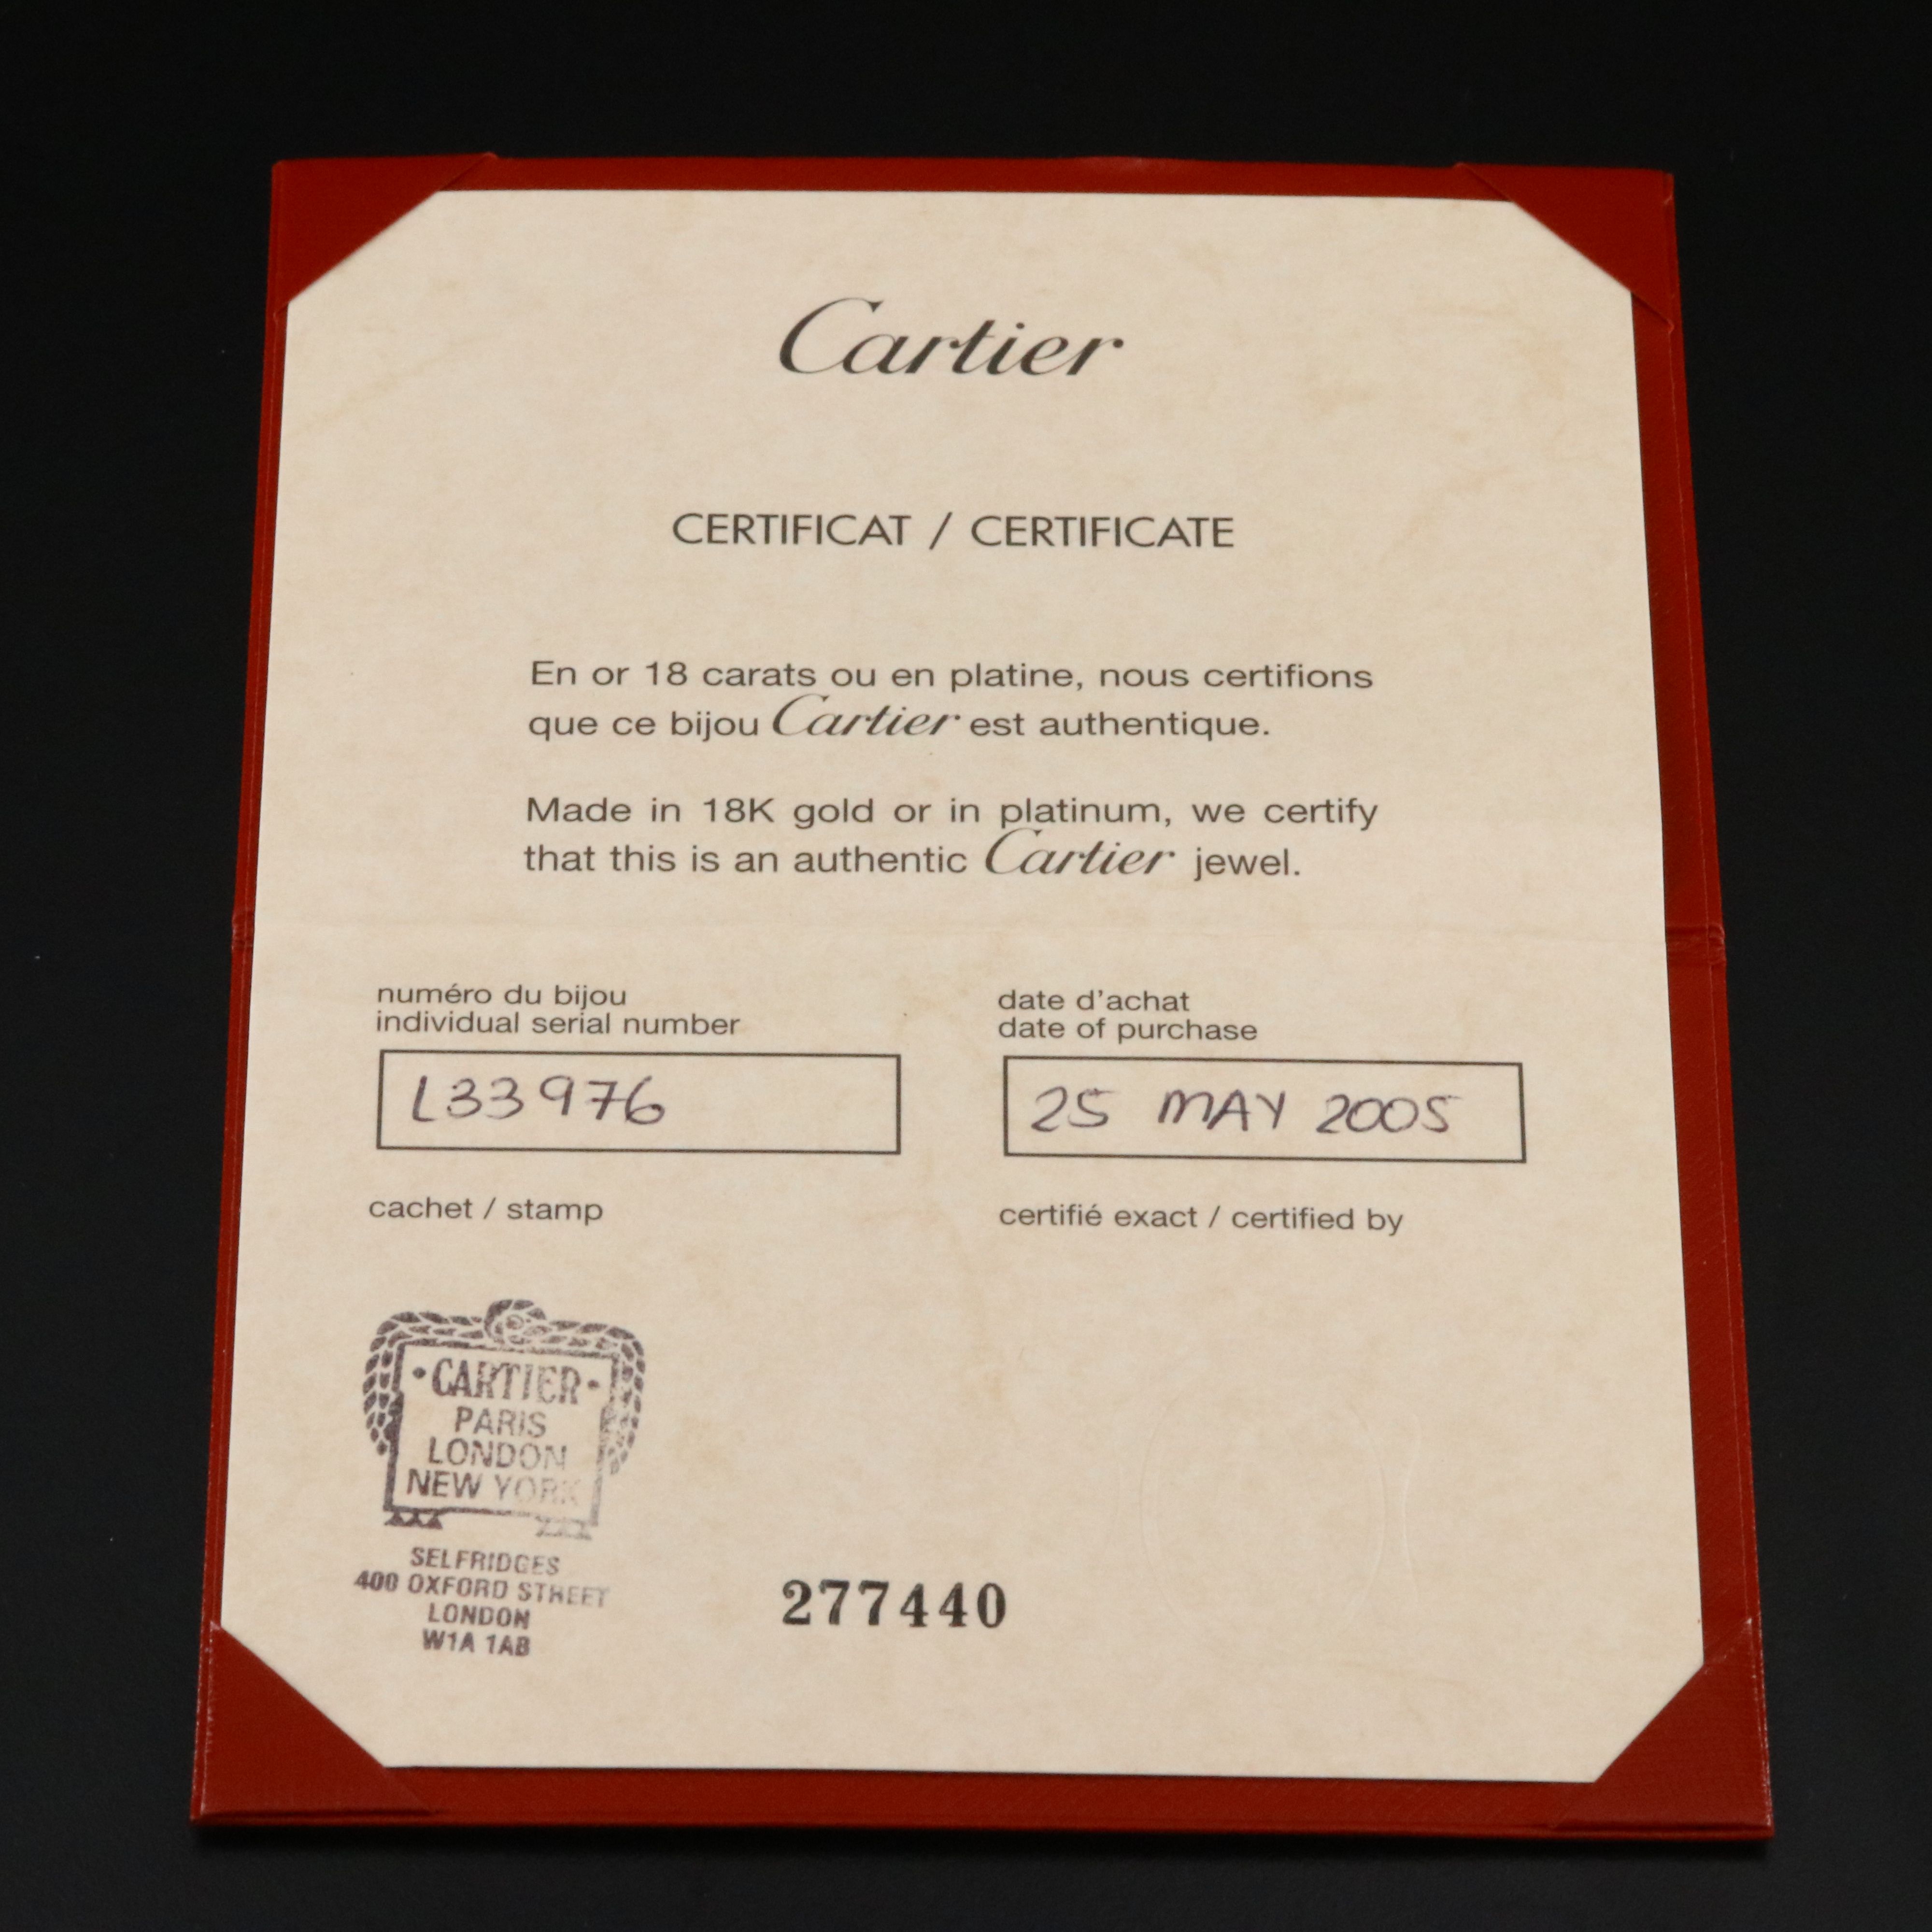 Cartier
CERTIFICAT / CERTIFICATE
En or 18 carats ou en platine, nous certifions
que ce bijou Cartier est authentique.
Made in 18K gold or in platinum, we certify
that this is an authentic Cartier jewel.
numéro du bijou
individual serial number
L33976
date d'achat
date of purchase
25 MAY 2005
cachet / stamp
certifié exact / certified by
·CARTIER·
PARIS
LONDON
NEW YORK
SELFRIDGES
400 OXFORD STREET
LONDON
W1A 1AB
277440